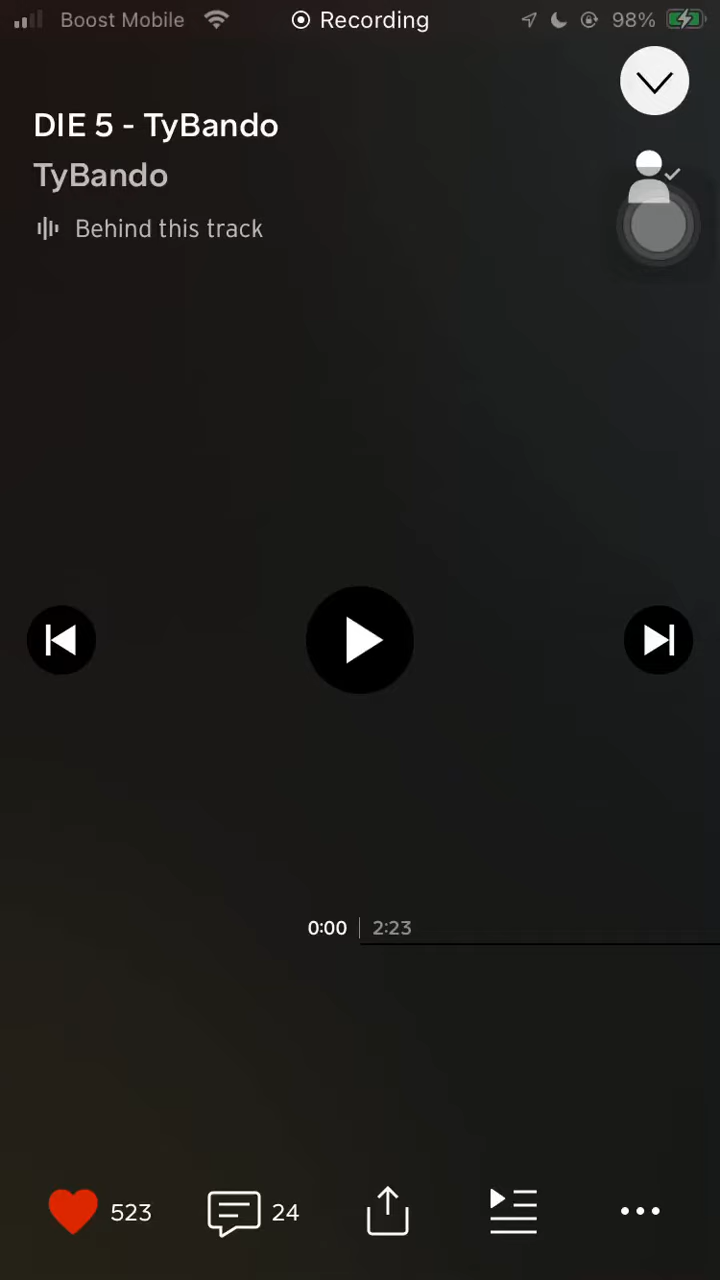 Boost Mobile Recording 98%
DIE 5 - TyBando
TyBando
Behind this track
0:00 2:23
523 24